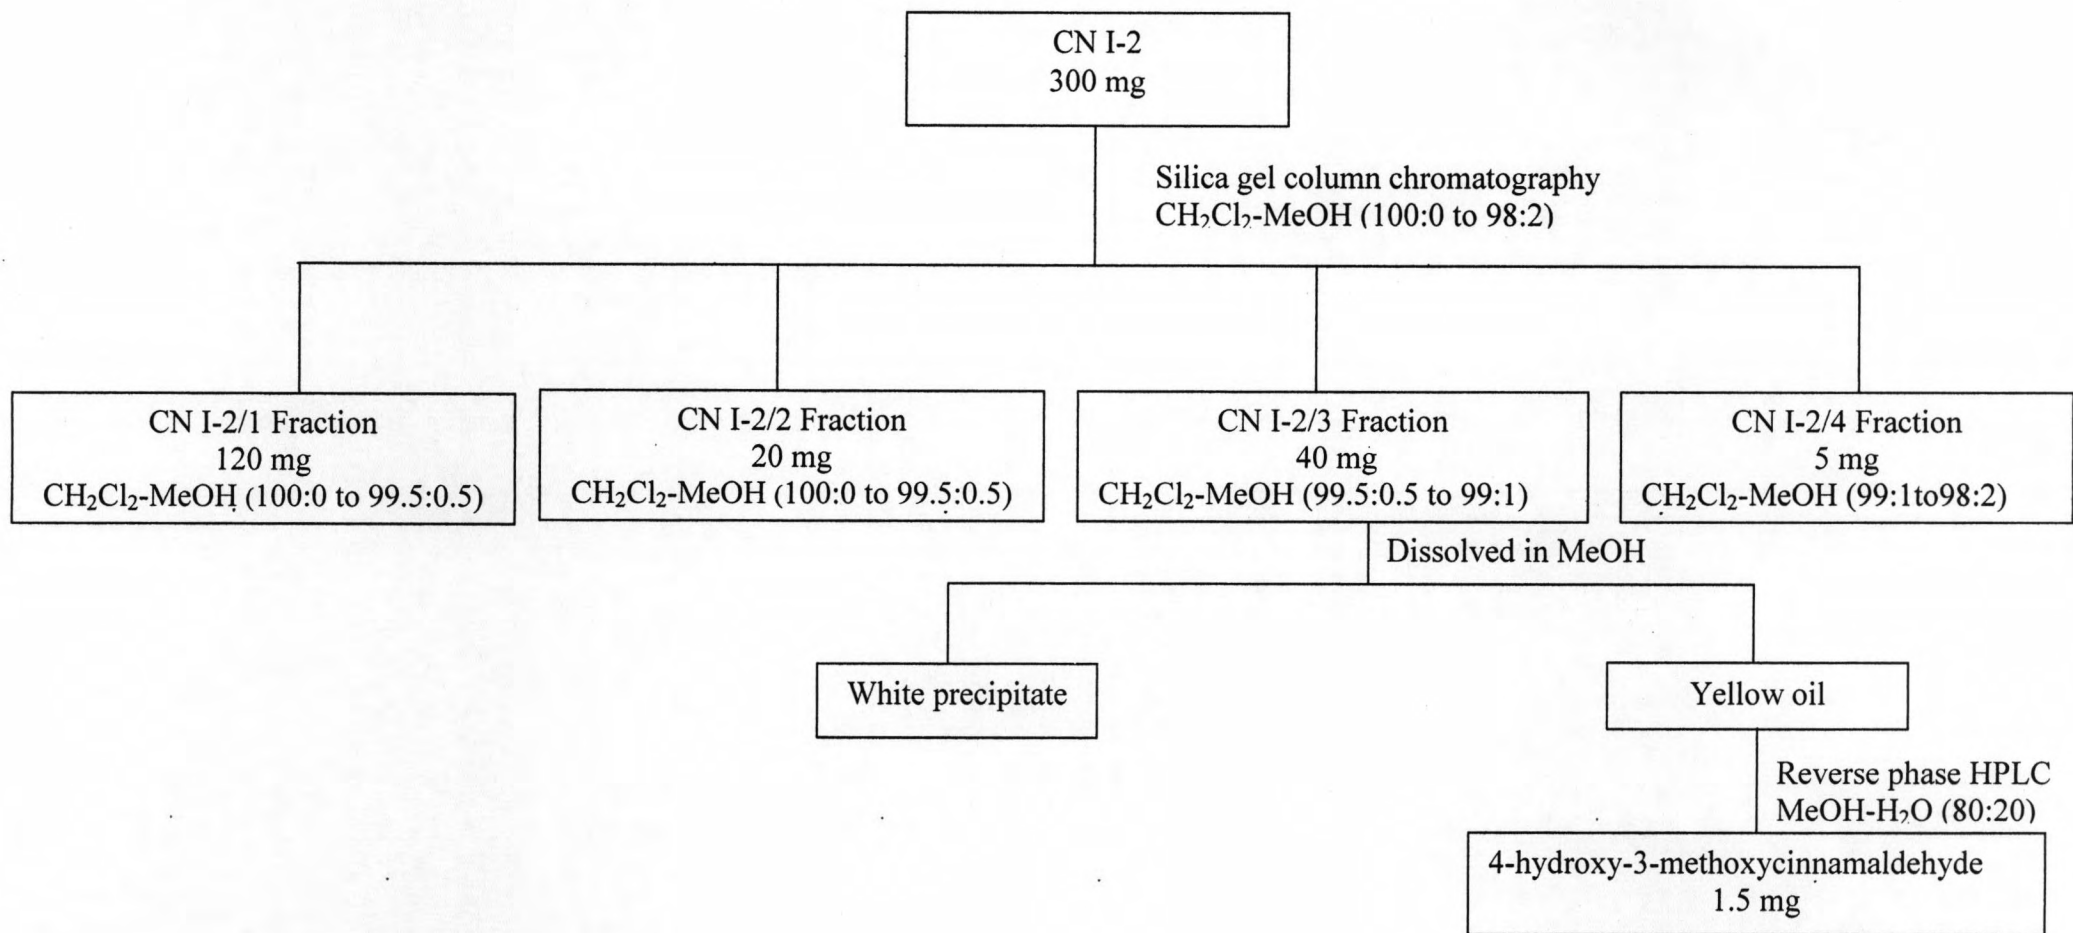 CN I-2
300 mg
Silica gel column chromatography
CH₂Cl₂-MeOH (100:0 to 98:2)
CN I-2/1 Fraction
120 mg
CH₂Cl₂-MeOH (100:0 to 99.5:0.5)
CN I-2/2 Fraction
20 mg
CH₂Cl₂-MeOH (100:0 to 99.5:0.5)
CN I-2/3 Fraction
40 mg
CH₂Cl₂-MeOH (99.5:0.5 to 99:1)
CN I-2/4 Fraction
5 mg
CH₂Cl₂-MeOH (99:1to98:2)
Dissolved in MeOH
White precipitate
Yellow oil
Reverse phase HPLC
MeOH-H₂O (80:20)
4-hydroxy-3-methoxycinnamaldehyde
1.5 mg